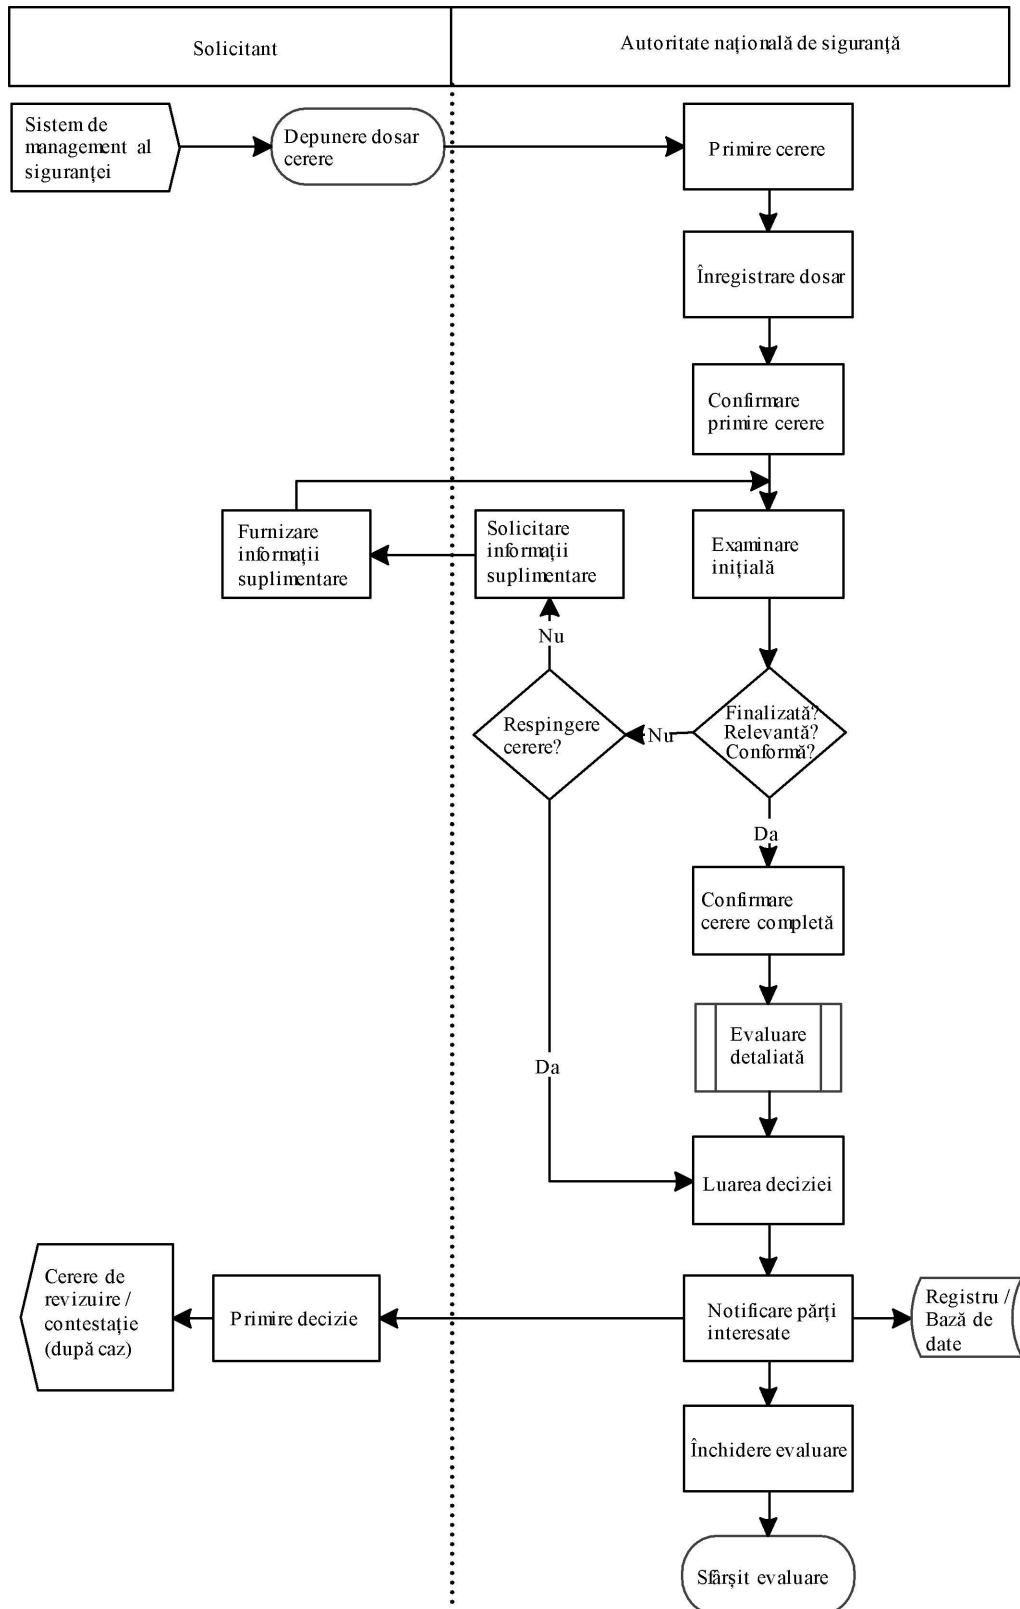 Solicitant
Autoritate națională de siguranță
Sistem de
management al
siguranței
Depunere dosar
cerere
Primire cerere
Înregistrare dosar
Confirmare
primire cerere
Furnizare
informații
suplimentare
Solicitare
informații
suplimentare
Examinare
inițială
Nu
Respingere
cerere?
Nu
Finalizată?
Relevantă?
Conformă?
Da
Confirmare
cerere completă
Evaluare
detaliată
Da
Luarea deciziei
Cerere de
revizuire /
contestație
(după caz)
Primire decizie
Notificare părți
interesate
Registru /
Bază de
date
Închidere evaluare
Sfârșit evaluare